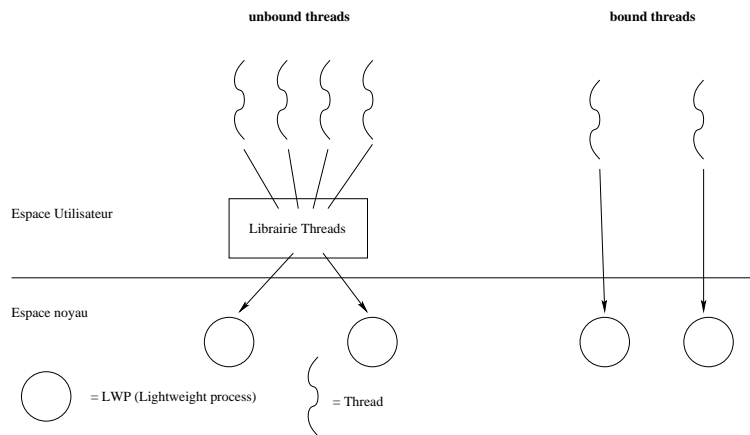 unbound threads
bound threads
Espace Utilisateur
Librairie Threads
Espace noyau
= LWP (Lightweight process)
= Thread